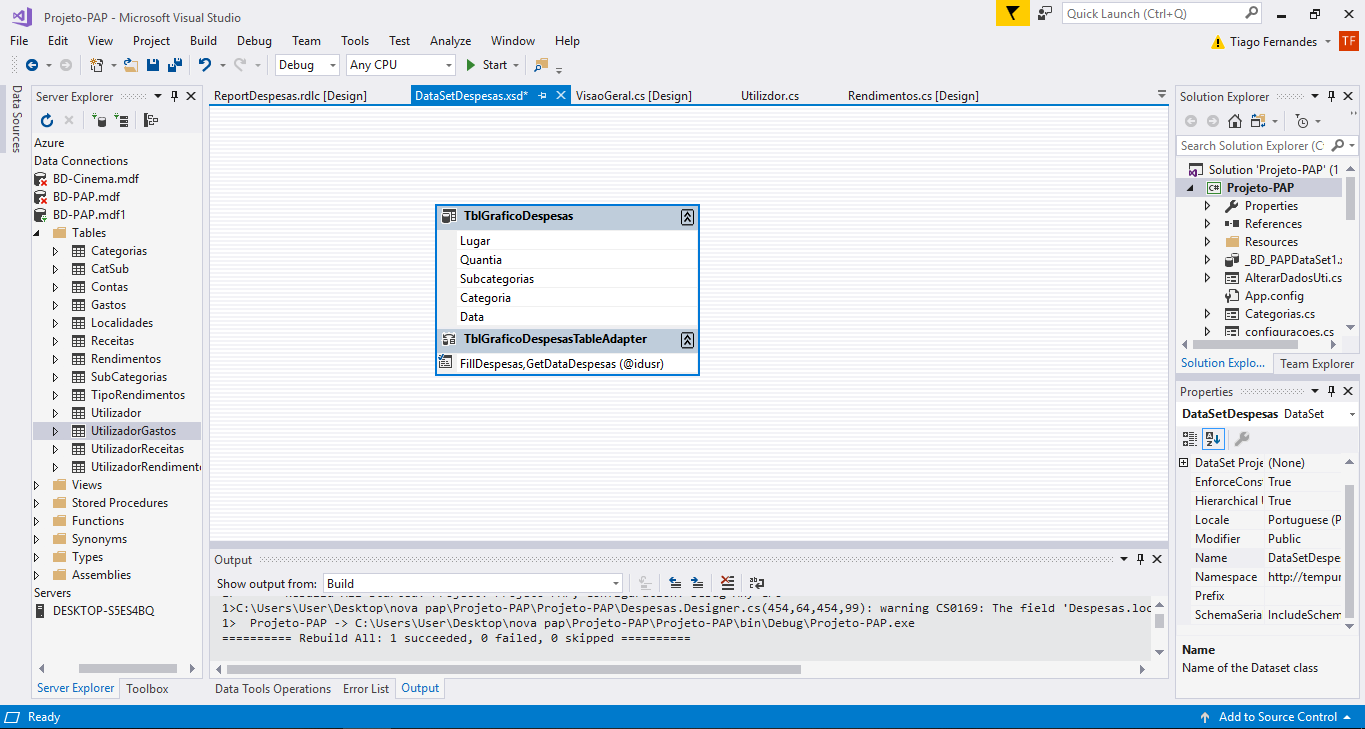 Projeto-PAP - Microsoft Visual Studio
Quick Launch (Ctrl+Q)
File Edit View Project Build Debug Team Tools Test Analyze Window Help
Tiago Fernandes
TF
Debug
Any CPU
Start
Data Sources
Server Explorer
Azure
Data Connections
BD-Cinema.mdf
BD-PAP.mdf
BD-PAP.mdf1
Tables
Categorias
CatSub
Contas
Gastos
Localidades
Receitas
Rendimentos
SubCategorias
TipoRendimentos
Utilizador
UtilizadorGastos
UtilizadorReceitas
UtilizadorRendimento
Views
Stored Procedures
Functions
Synonyms
Types
Assemblies
Servers
DESKTOP-S5ES4BQ
Server Explorer Toolbox
ReportDespesas.rdlc [Design] DataSetDespesas.xsd* VisaoGeral.cs [Design] Utilizdor.cs Rendimentos.cs [Design]
TblGraficoDespesas
Lugar
Quantia
Subcategorias
Categoria
Data
TblGraficoDespesasTableAdapter
FillDespesas,GetDataDespesas (@idusr)
Output
Show output from: Build
1>C:\Users\User\Desktop\nova pap\Projeto-PAP\Projeto-PAP\Despesas.Designer.cs(454,64,454,99): warning CS0169: The field 'Despesas.loc
1> Projeto-PAP -> C:\Users\User\Desktop\nova pap\Projeto-PAP\Projeto-PAP\bin\Debug\Projeto-PAP.exe
========== Rebuild All: 1 succeeded, 0 failed, 0 skipped ==========
Data Tools Operations Error List Output
Solution Explorer
Search Solution Explorer (C
Solution 'Projeto-PAP' (1
C# Projeto-PAP
Properties
References
Resources
_BD_PAPDataSet1.x
AlterarDadosUti.cs
App.config
Categorias.cs
configuracoes.cs
Solution Explo... Team Explorer
Properties
DataSetDespesas DataSet
DataSet Proje (None)
EnforceCons True
Hierarchical U True
Locale Portuguese (P
Modifier Public
Name DataSetDespe
Namespace http://tempur
Prefix
SchemaSeria IncludeSchem
Name
Name of the Dataset class
Ready
Add to Source Control